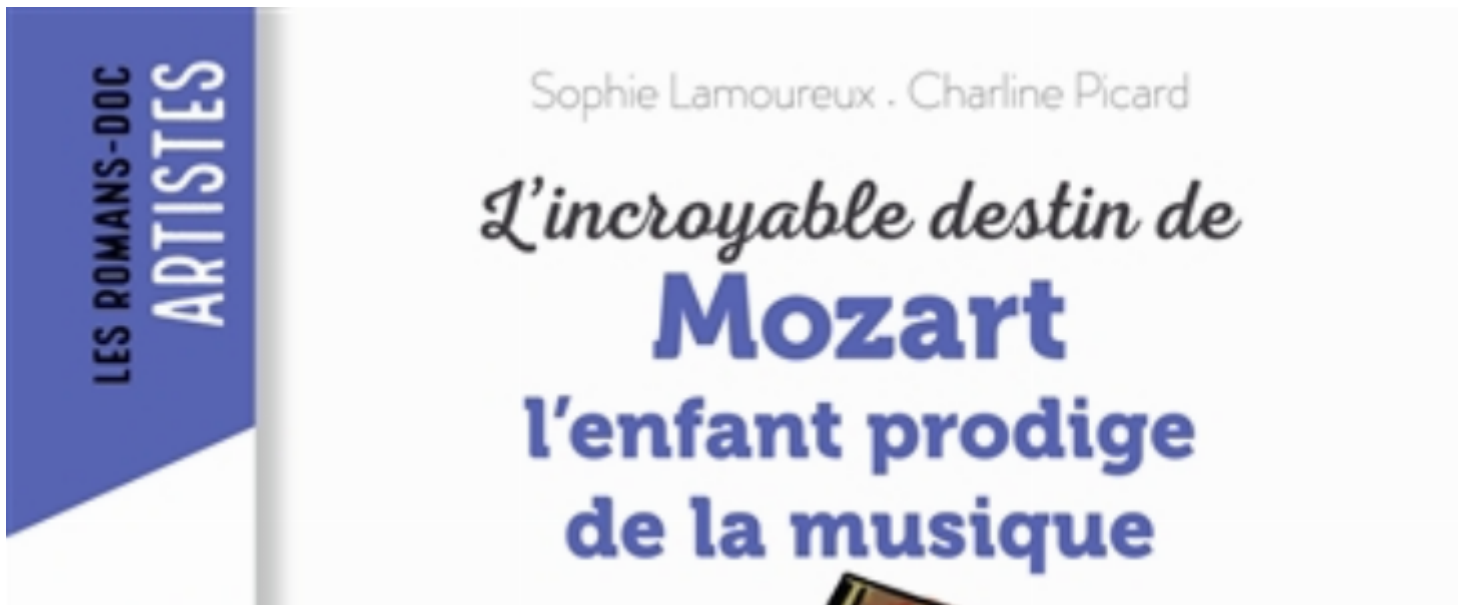 LES ROMANS-DOC
ARTISTES
Sophie Lamoureux . Charline Picard
L'incroyable destin de
Mozart
l'enfant prodige
de la musique